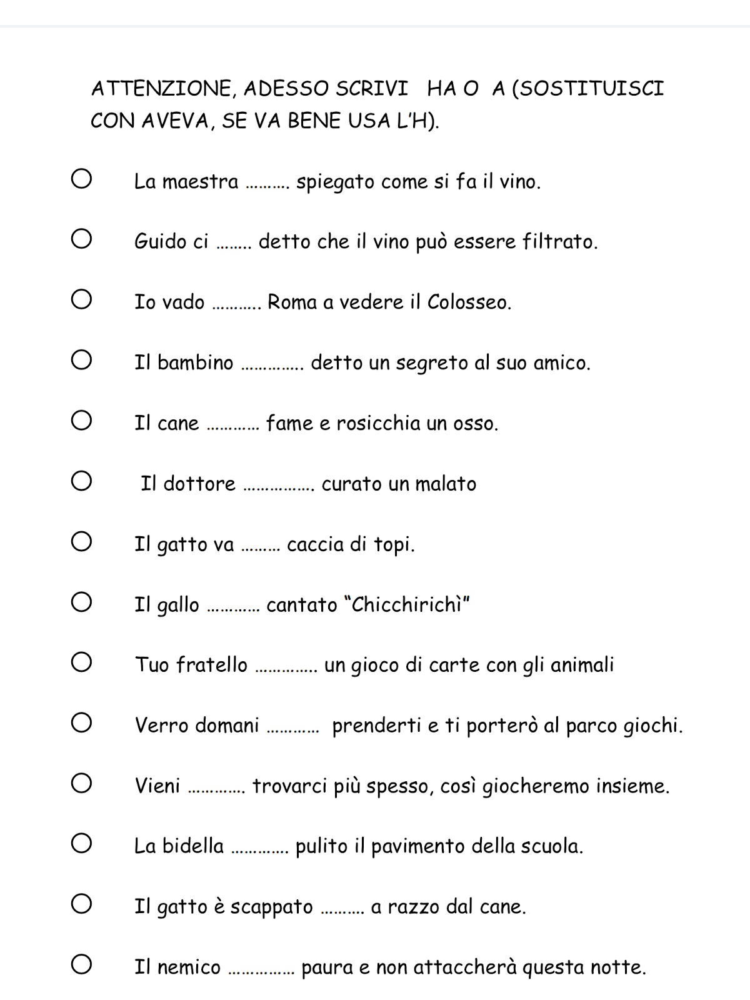 ATTENZIONE, ADESSO SCRIVI HA O A (SOSTITUISCI
CON AVEVA, SE VA BENE USA L'H).
La maestra .......... spiegato come si fa il vino.
Guido ci ........ detto che il vino può essere filtrato.
Io vado ........... Roma a vedere il Colosseo.
Il bambino .............. detto un segreto al suo amico.
Il cane ............ fame e rosicchia un osso.
Il dottore ................ curato un malato
Il gatto va ......... caccia di topi.
Il gallo ............ cantato “Chicchirichì”
Tuo fratello .............. un gioco di carte con gli animali
Verro domani ............ prenderti e ti porterò al parco giochi.
Vieni ............. trovarci più spesso, così giocheremo insieme.
La bidella ............. pulito il pavimento della scuola.
Il gatto è scappato .......... a razzo dal cane.
Il nemico ............... paura e non attaccherà questa notte.